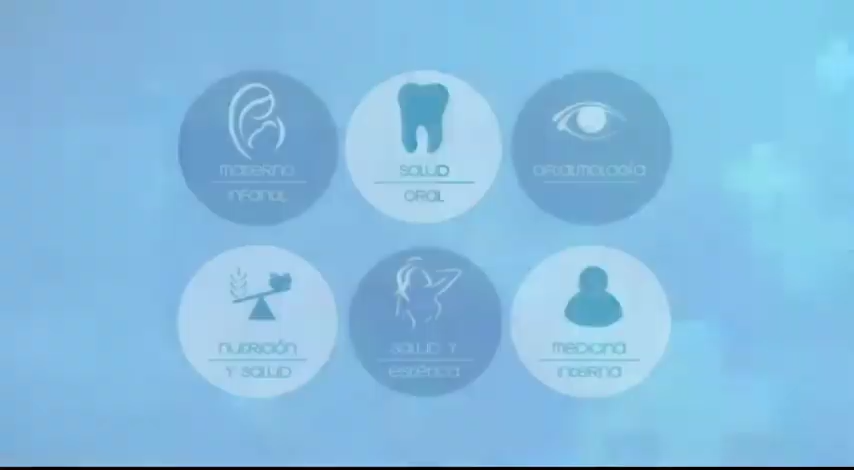 materno
infantil
salud
oral
oftalmología
nutrición
y salud
salud y
estética
medicina
interna